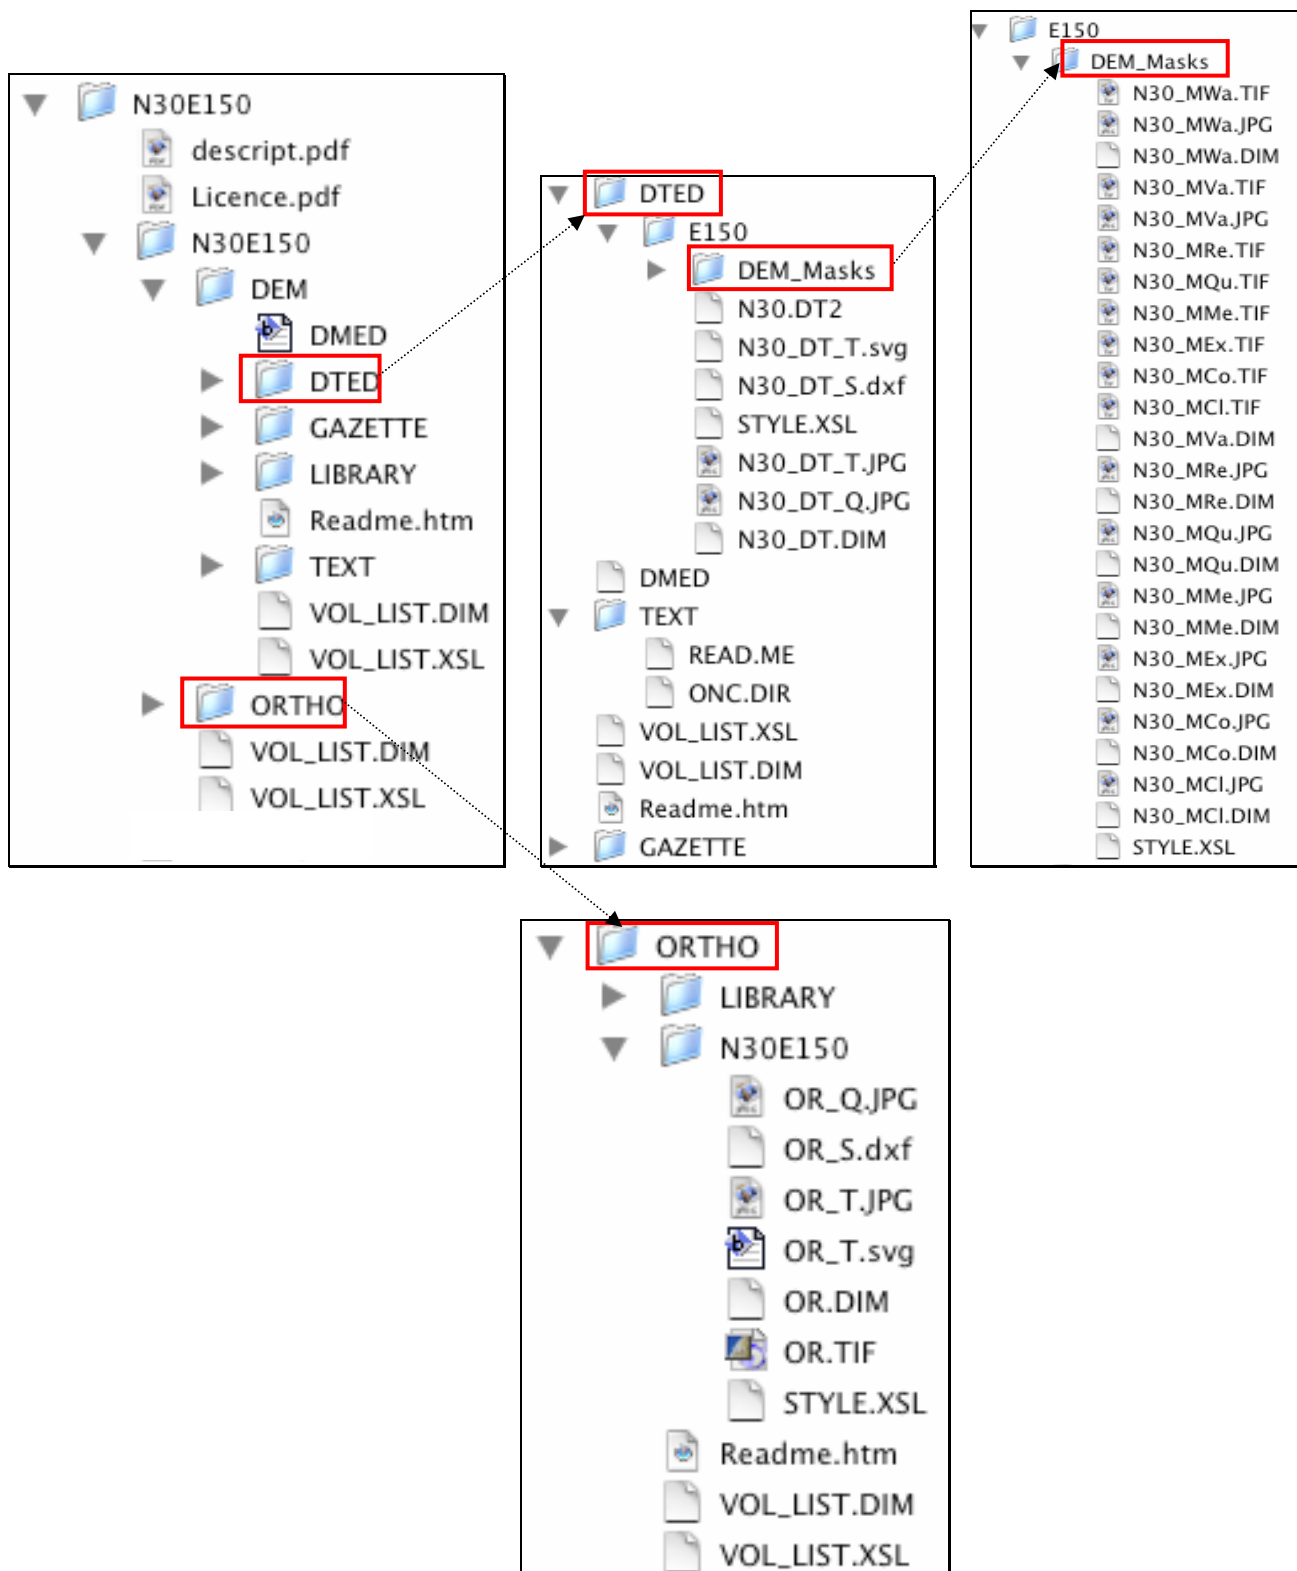 N30E150
descript.pdf
Licence.pdf
N30E150
DEM
DMED
DTED
GAZETTE
LIBRARY
Readme.htm
TEXT
VOL_LIST.DIM
VOL_LIST.XSL
ORTHO
VOL_LIST.DIM
VOL_LIST.XSL
DTED
E150
DEM_Masks
N30.DT2
N30_DT_T.svg
N30_DT_S.dxf
STYLE.XSL
N30_DT_T.JPG
N30_DT_Q.JPG
N30_DT.DIM
DMED
TEXT
READ.ME
ONC.DIR
VOL_LIST.XSL
VOL_LIST.DIM
Readme.htm
GAZETTE
E150
DEM_Masks
N30_MWa.TIF
N30_MWa.JPG
N30_MWa.DIM
N30_MVa.TIF
N30_MVa.JPG
N30_MRe.TIF
N30_MQu.TIF
N30_MMe.TIF
N30_MEx.TIF
N30_MCo.TIF
N30_MCl.TIF
N30_MVa.DIM
N30_MRe.JPG
N30_MRe.DIM
N30_MQu.JPG
N30_MQu.DIM
N30_MMe.JPG
N30_MMe.DIM
N30_MEx.JPG
N30_MEx.DIM
N30_MCo.JPG
N30_MCo.DIM
N30_MCl.JPG
N30_MCl.DIM
STYLE.XSL
ORTHO
LIBRARY
N30E150
OR_Q.JPG
OR_S.dxf
OR_T.JPG
OR_T.svg
OR.DIM
OR.TIF
STYLE.XSL
Readme.htm
VOL_LIST.DIM
VOL_LIST.XSL